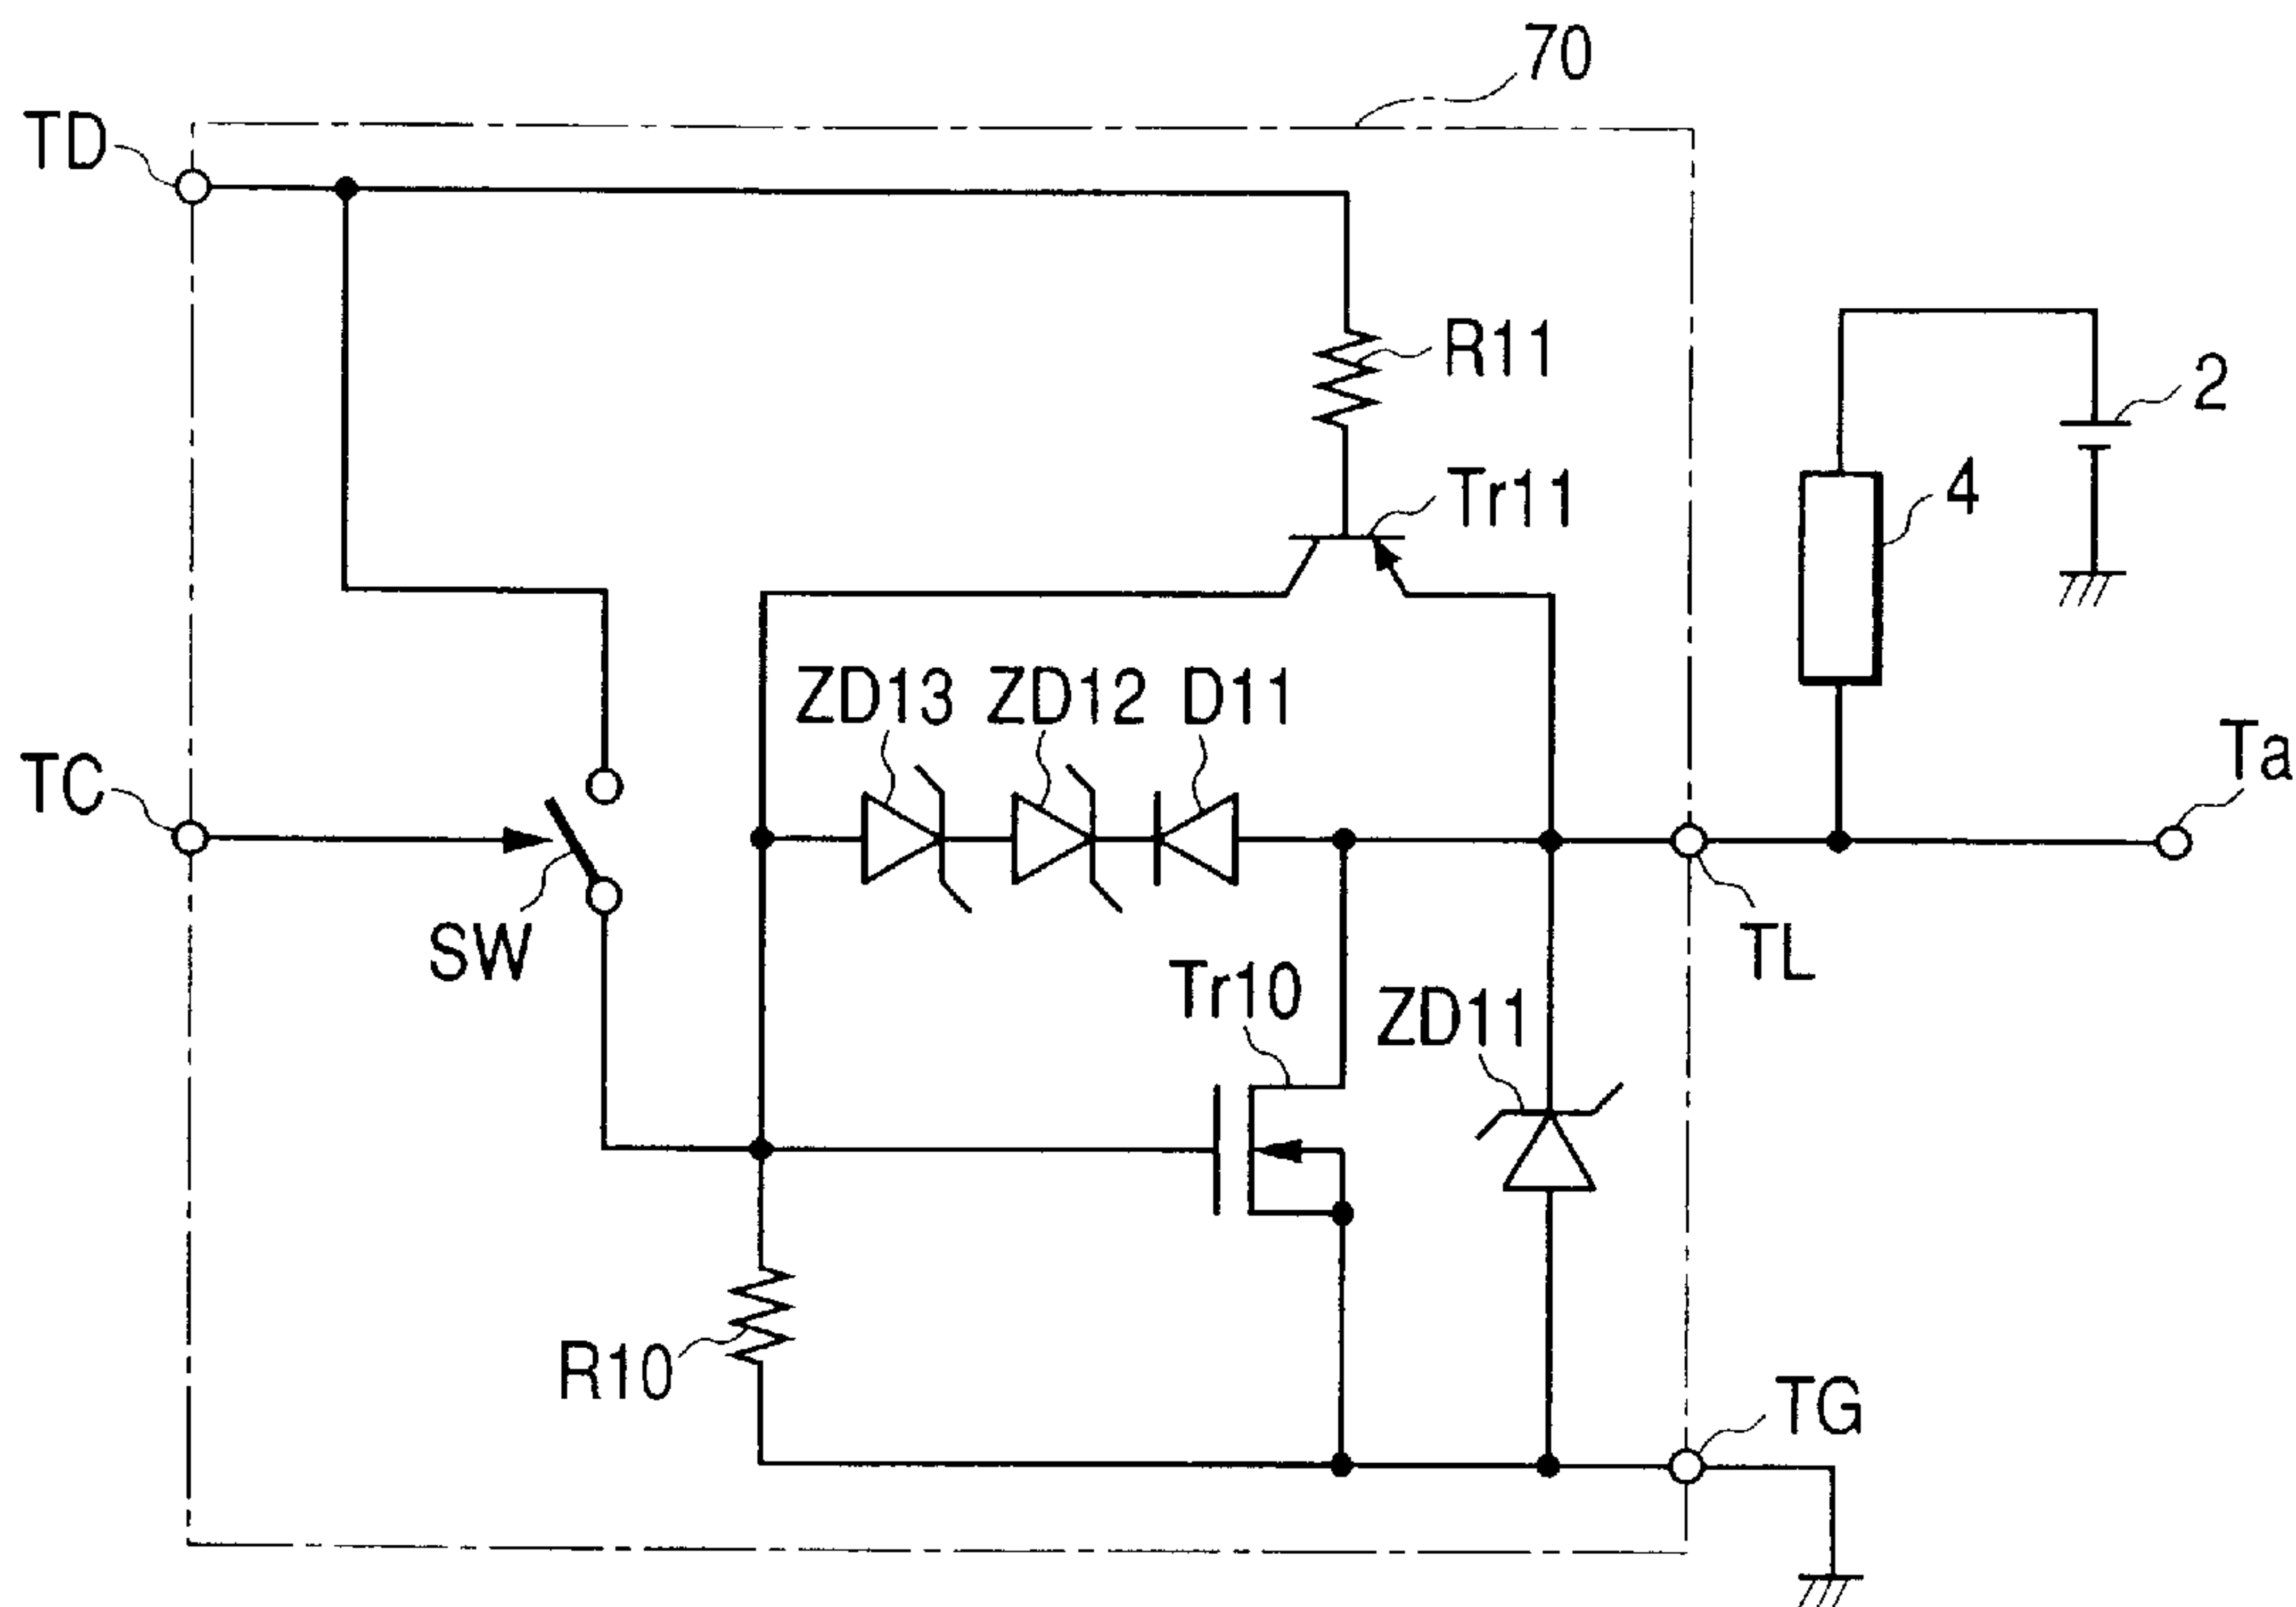 70
TD
R11
2
Tr11
4
ZD13 ZD12 D11
Ta
TC
SW
TL
Tr10
ZD11
R10
TG